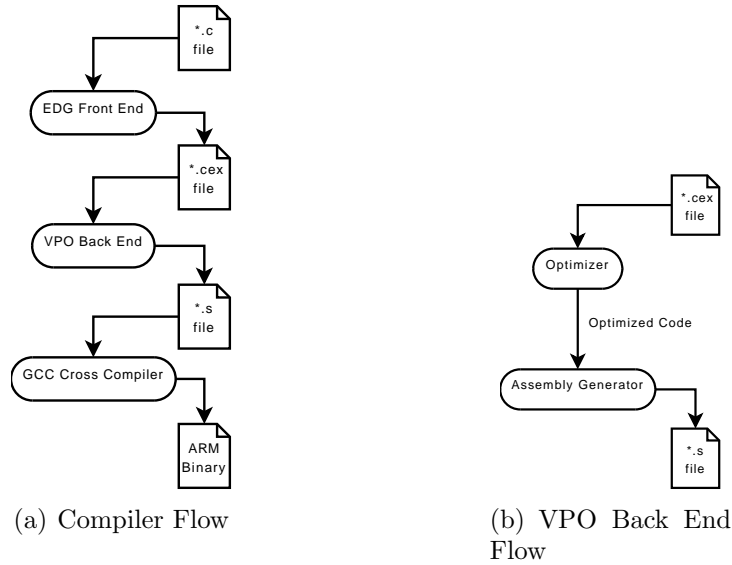 *.c
file
EDG Front End
*.cex
file
VPO Back End
*.s
file
GCC Cross Compiler
ARM
Binary
(a) Compiler Flow
*.cex
file
Optimizer
Optimized Code
Assembly Generator
*.s
file
(b) VPO Back End
Flow